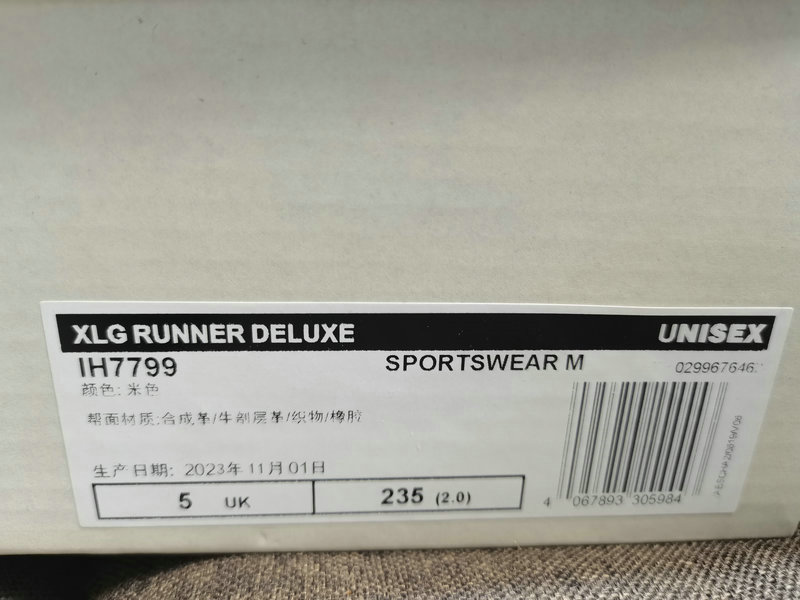 XLG RUNNER DELUXE UNISEX
IH7799 SPORTSWEAR M 029967646
颜色: 米色
帮面材质:合成革/牛剖层革/织物/橡胶
生产日期: 2023年11月01日
5 UK 235 (2.0)
4 067893 305984